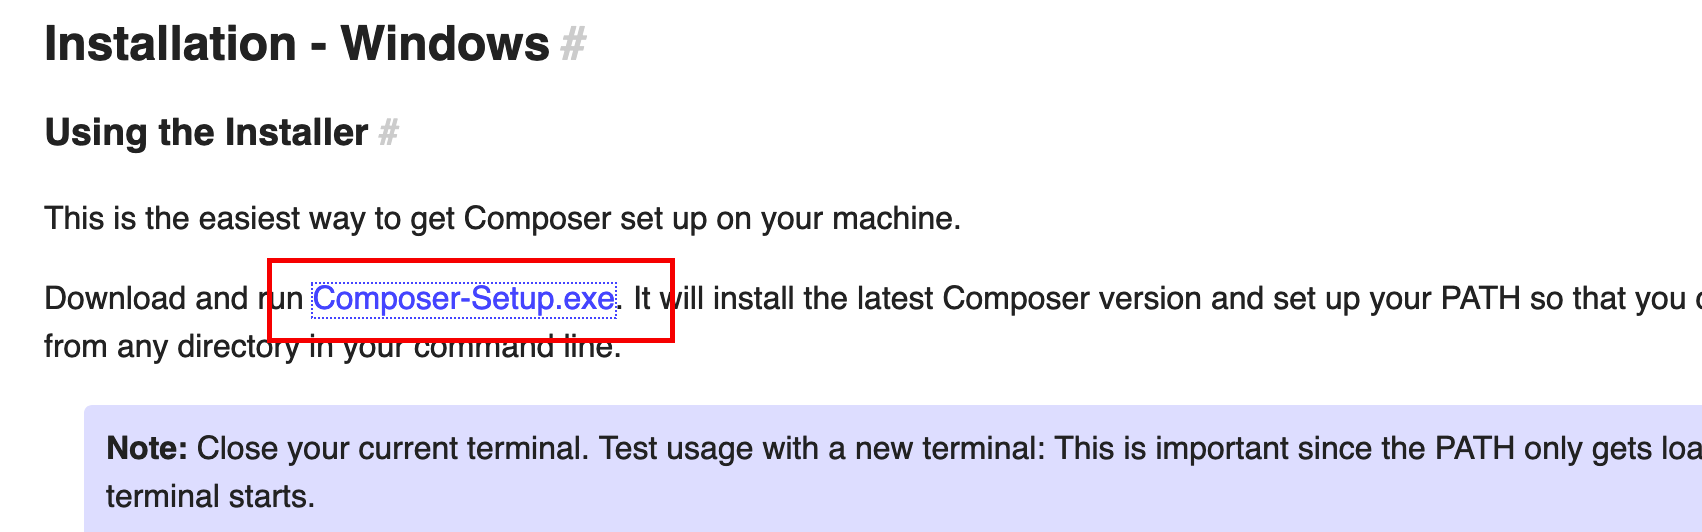 Installation - Windows #
Using the Installer #
This is the easiest way to get Composer set up on your machine.
Download and run Composer-Setup.exe. It will install the latest Composer version and set up your PATH so that you
from any directory in your command line.
Note: Close your current terminal. Test usage with a new terminal: This is important since the PATH only gets
terminal starts.